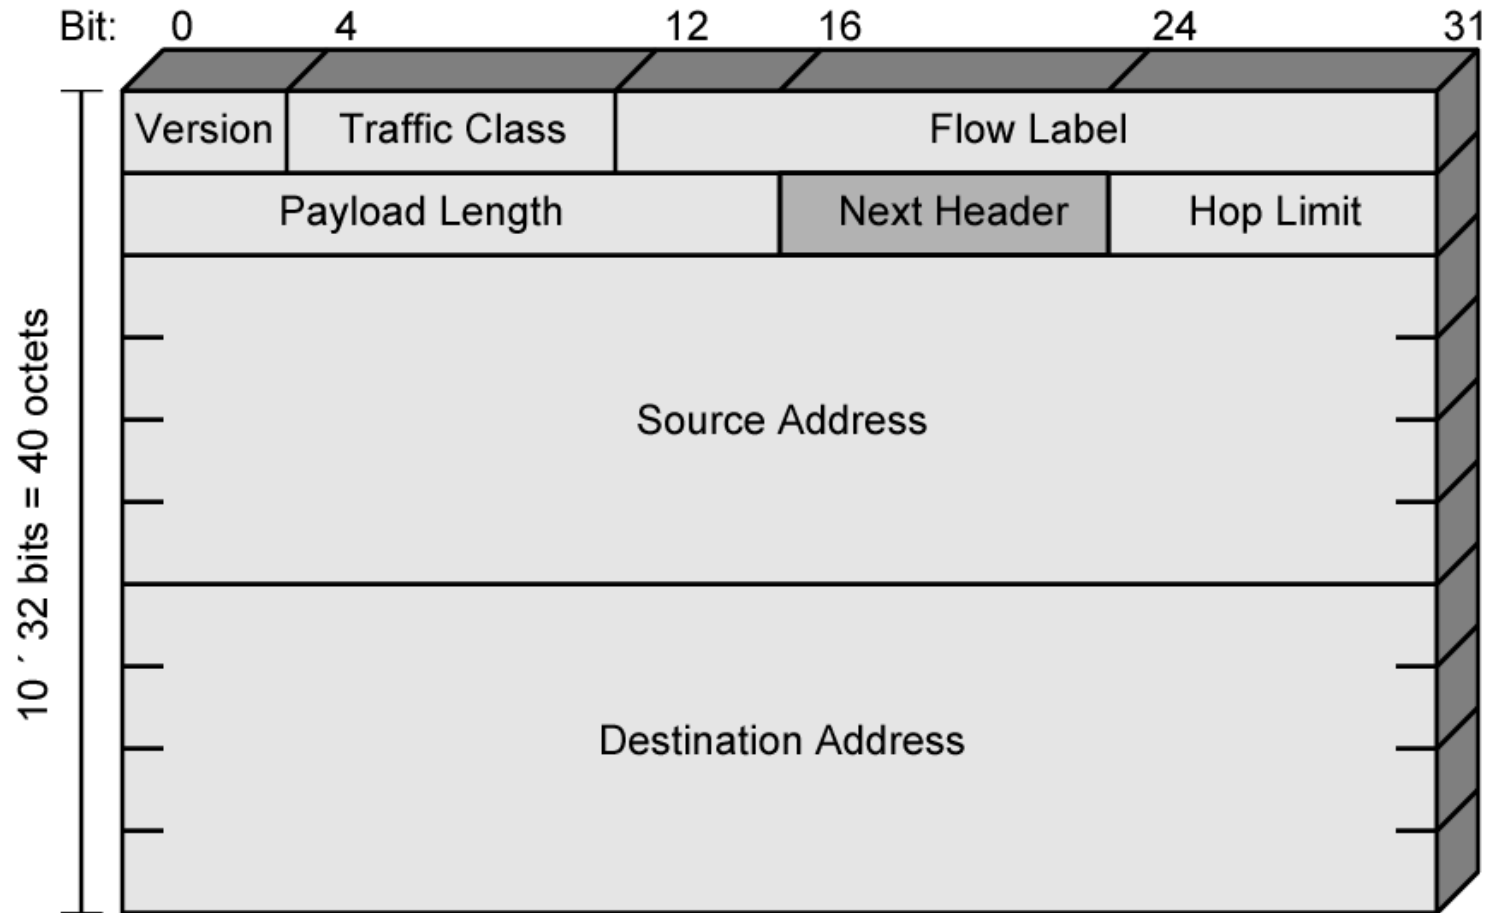 Bit: 0 4 12 16 24 31
Version Traffic Class Flow Label
Payload Length Next Header Hop Limit
Source Address
Destination Address
10 ´ 32 bits = 40 octets